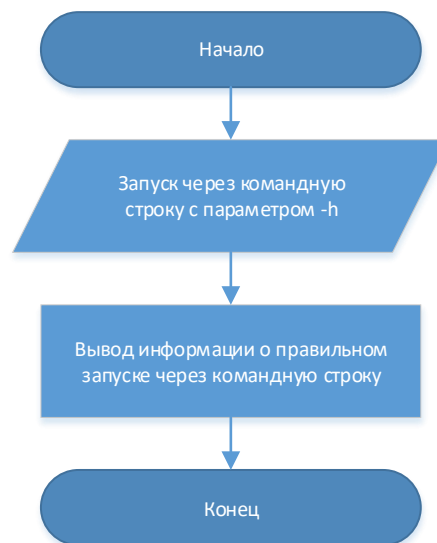 Начало
Запуск через командную
строку с параметром -h
Вывод информации о правильном
запуске через командную строку
Конец